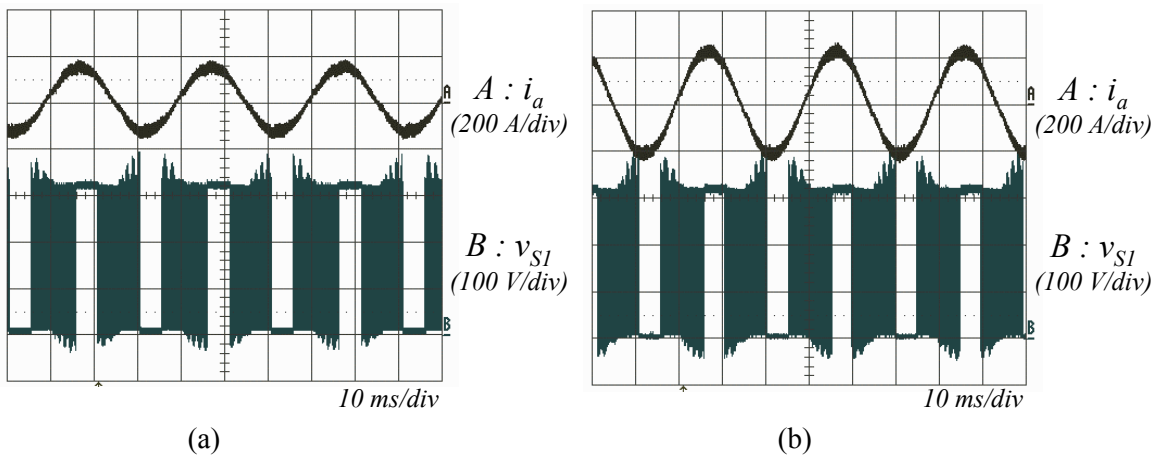 A
A : i_a
(200 A/div)
B : v_S1
(100 V/div)
B
10 ms/div
(a)
A
A : i_a
(200 A/div)
B : v_S1
(100 V/div)
B
10 ms/div
(b)